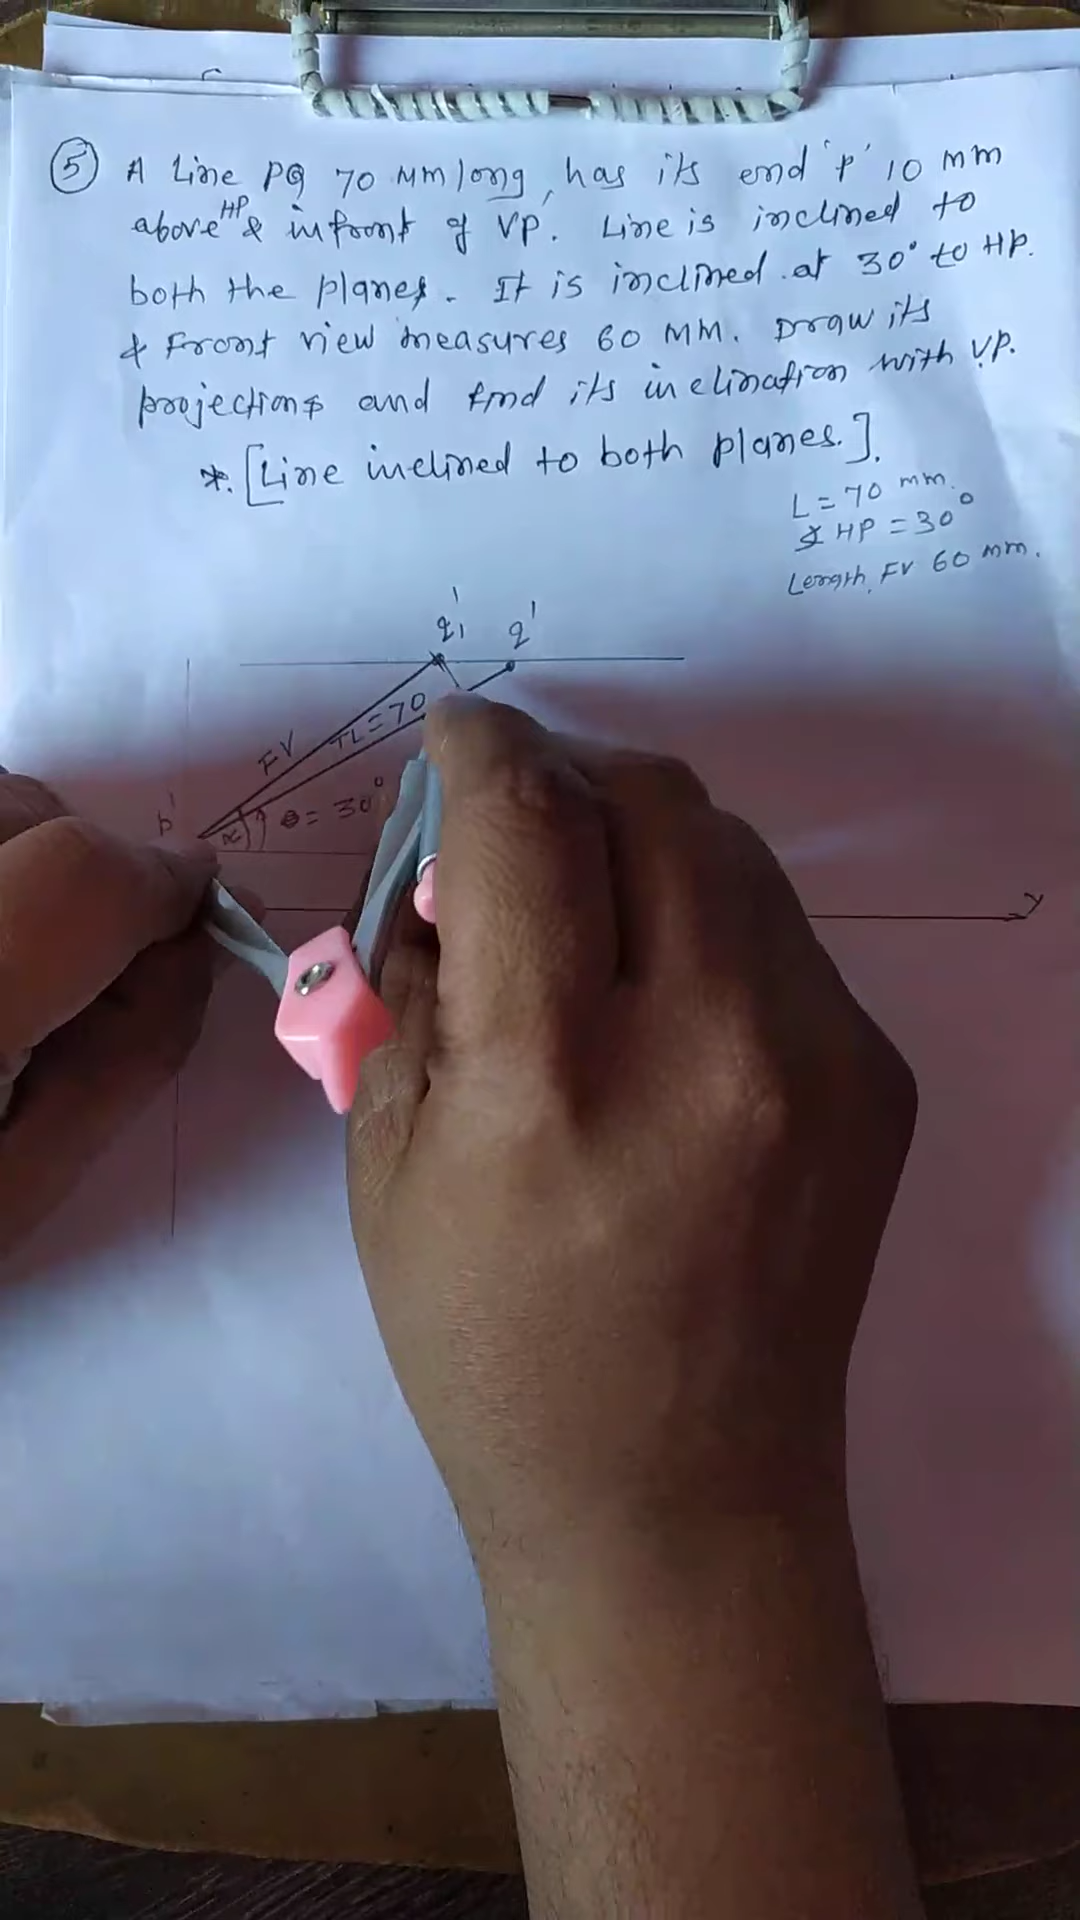 5 A Line PQ 70 MM long, has its end 'P' 10 mm
above HP & infront of VP. Line is inclined to
both the planes. It is inclined at 30° to HP.
& Front view measures 60 MM. Draw its
projections and find its inclination with VP.
*. [Line inclined to both planes.].
L = 70 mm.
∠ HP = 30°
Length, FV 60 mm.
q1' q'
FV TL = 70
p' α θ = 30°
y